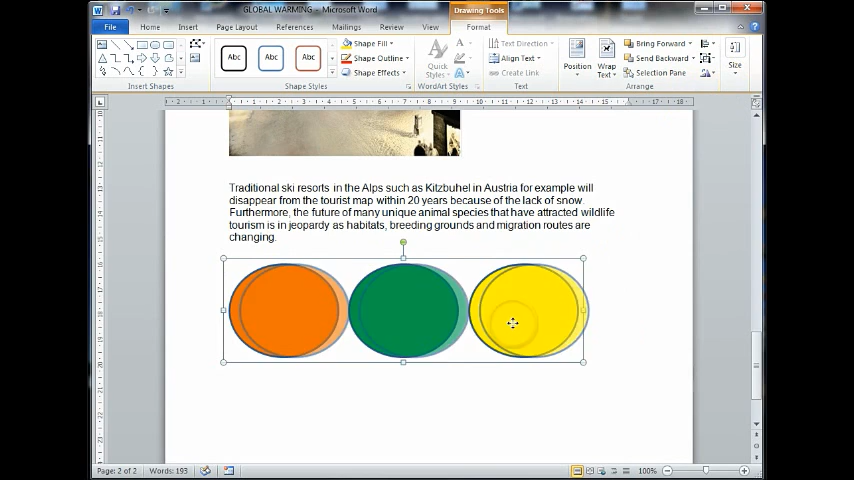 GLOBAL WARMING - Microsoft Word
Drawing Tools
File
Home
Insert
Page Layout
References
Mailings
Review
View
Format
Abc
Abc
Abc
Shape Fill
Shape Outline
Shape Effects
Quick Styles
Text Direction
Align Text
Create Link
Position
Wrap Text
Bring Forward
Send Backward
Selection Pane
Size
Insert Shapes
Shape Styles
WordArt Styles
Text
Arrange
Traditional ski resorts in the Alps such as Kitzbuhel in Austria for example will
disappear from the tourist map within 20 years because of the lack of snow.
Furthermore, the future of many unique animal species that have attracted wildlife
tourism is in jeopardy as habitats, breeding grounds and migration routes are
changing.
Page: 2 of 2
Words: 193
100%